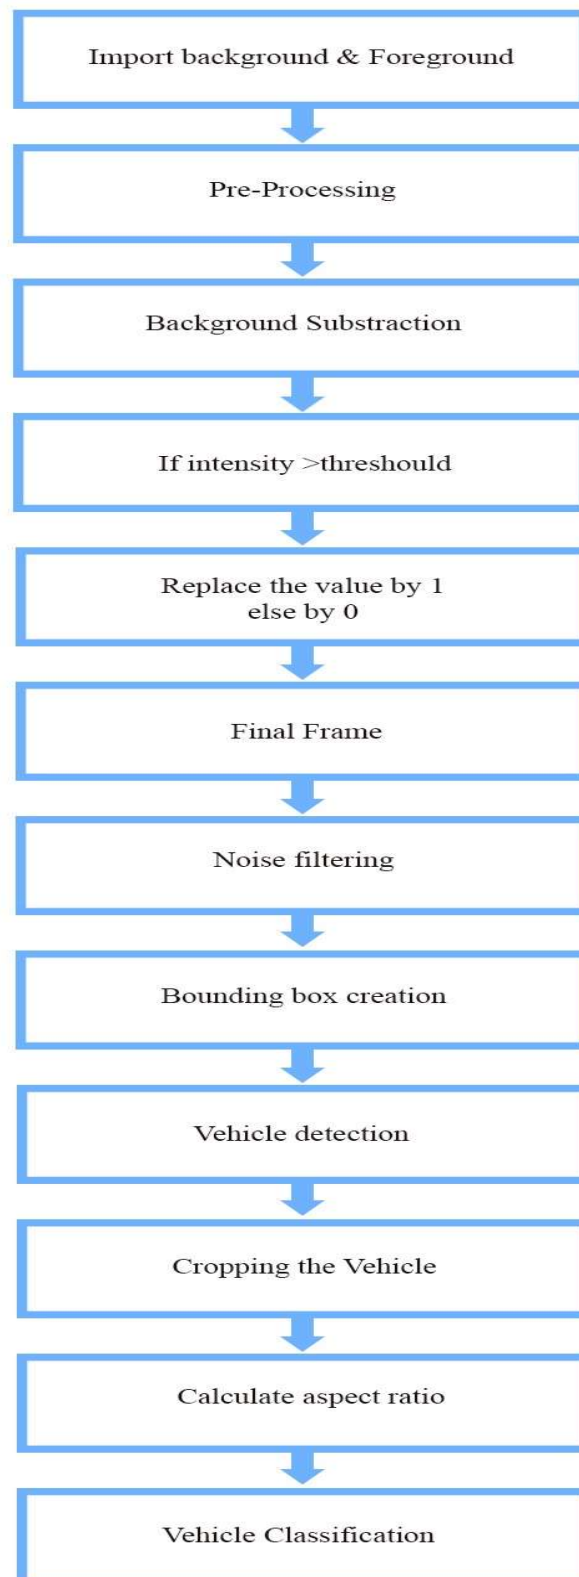 Import background & Foreground
Pre-Processing
Background Substraction
If intensity >threshould
Replace the value by 1
else by 0
Final Frame
Noise filtering
Bounding box creation
Vehicle detection
Cropping the Vehicle
Calculate aspect ratio
Vehicle Classification